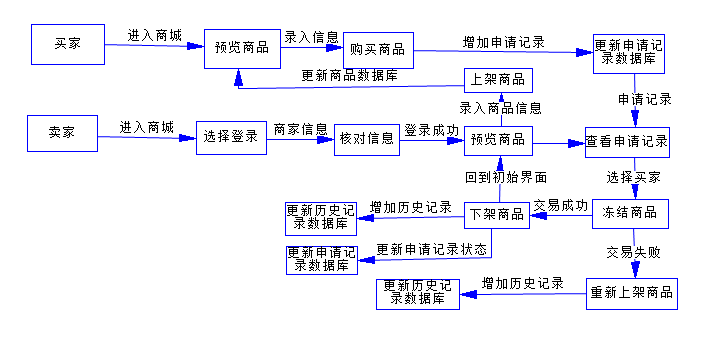 买家
进入商城
预览商品
录入信息
购买商品
增加申请记录
更新申请记
录数据库
更新商品数据库
上架商品
录入商品信息
申请记录
卖家
进入商城
选择登录
商家信息
核对信息
登录成功
预览商品
查看申请记录
回到初始界面
选择买家
更新历史记
录数据库
增加历史记录
下架商品
交易成功
冻结商品
更新申请记
录数据库
更新申请记录状态
交易失败
更新历史记
录数据库
增加历史记录
重新上架商品